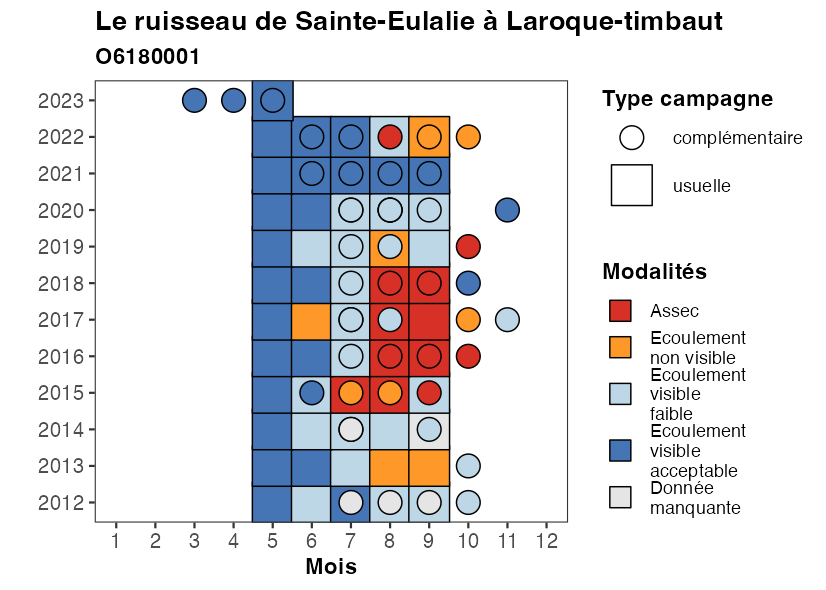 Le ruisseau de Sainte-Eulalie à Laroque-timbaut
O6180001
2023
2022
2021
2020
2019
2018
2017
2016
2015
2014
2013
2012
1 2 3 4 5 6 7 8 9 10 11 12
Mois
Type campagne
complémentaire
usuelle
Modalités
Assec
Ecoulement
non visible
Ecoulement
visible
faible
Ecoulement
visible
acceptable
Donnée
manquante